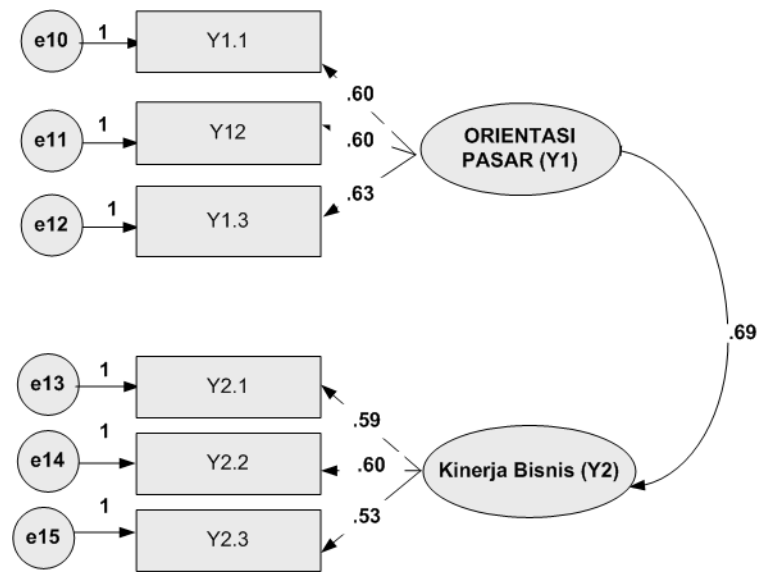 e10
1
Y1.1
.60
e11
1
Y12
.60
ORIENTASI
PASAR (Y1)
e12
1
Y1.3
.63
.69
e13
1
Y2.1
.59
e14
1
Y2.2
.60
Kinerja Bisnis (Y2)
e15
1
Y2.3
.53